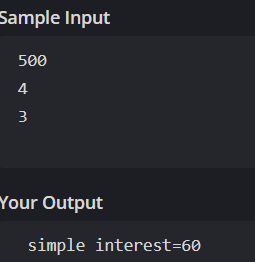 Sample Input
500
4
3
Your Output
simple interest=60